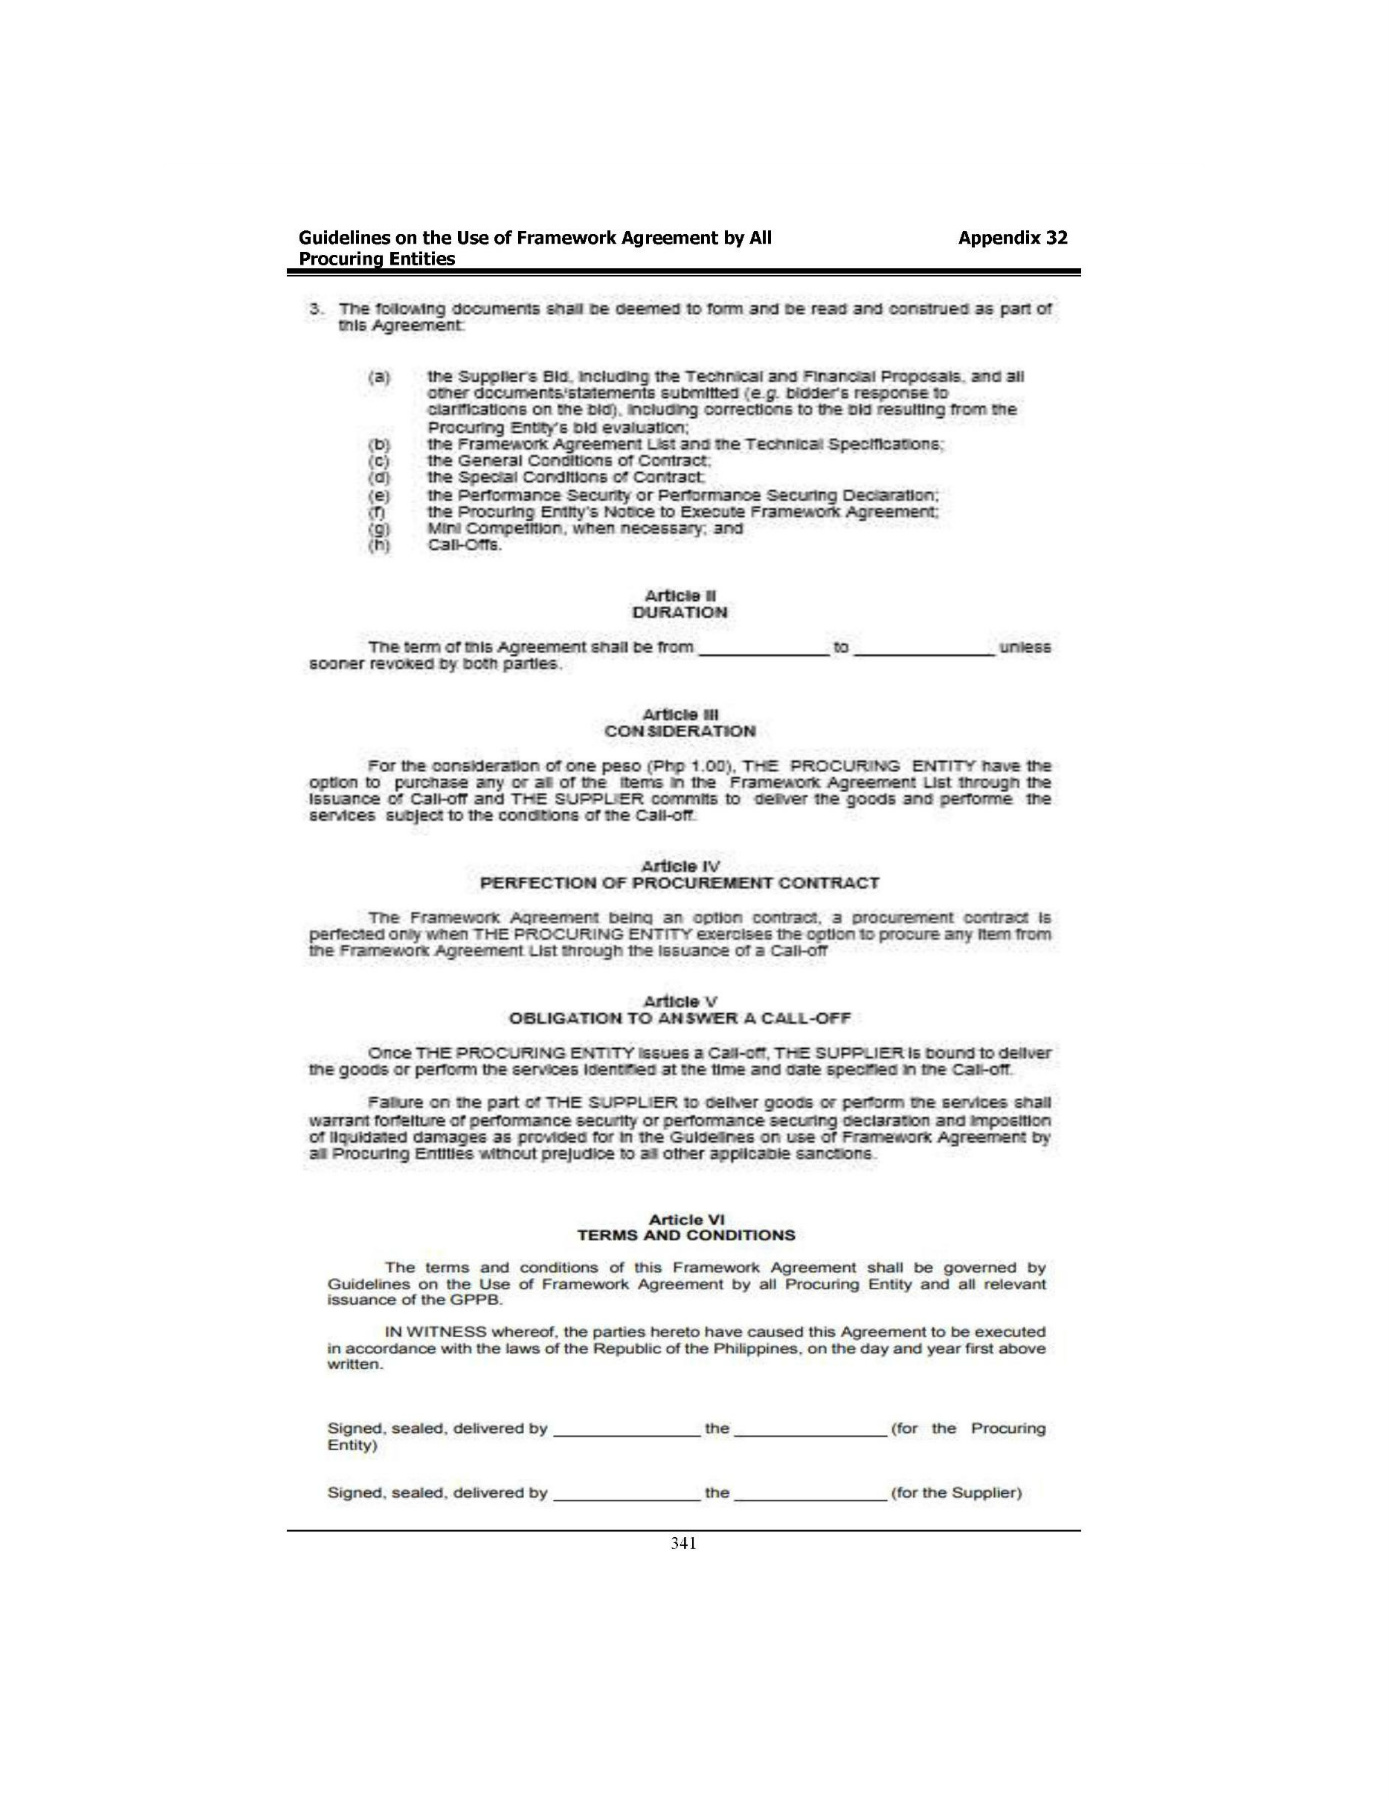 Guidelines on the Use of Framework Agreement by All Appendix 32
Procuring Entities
3. The following documents shall be deemed to form and be read and construed as part of
this Agreement:
(a) the Supplier's Bid, including the Technical and Financial Proposals, and all
other documents/statements submitted (e.g. bidder's response to
clarifications on the bid), including corrections to the bid resulting from the
Procuring Entity's bid evaluation;
(b) the Framework Agreement List and the Technical Specifications;
(c) the General Conditions of Contract;
(d) the Special Conditions of Contract;
(e) the Performance Security or Performance Securing Declaration;
(f) the Procuring Entity's Notice to Execute Framework Agreement;
(g) Mini Competition, when necessary; and
(h) Call-Offs.
Article II
DURATION
The term of this Agreement shall be from ______________ to _______________ unless
sooner revoked by both parties.
Article III
CONSIDERATION
For the consideration of one peso (Php 1.00), THE PROCURING ENTITY have the
option to purchase any or all of the items in the Framework Agreement List through the
issuance of Call-off and THE SUPPLIER commits to deliver the goods and performe the
services subject to the conditions of the Call-off.
Article IV
PERFECTION OF PROCUREMENT CONTRACT
The Framework Agreement being an option contract, a procurement contract is
perfected only when THE PROCURING ENTITY exercises the option to procure any item from
the Framework Agreement List through the issuance of a Call-off
Article V
OBLIGATION TO ANSWER A CALL-OFF
Once THE PROCURING ENTITY issues a Call-off, THE SUPPLIER is bound to deliver
the goods or perform the services identified at the time and date specified in the Call-off.
Failure on the part of THE SUPPLIER to deliver goods or perform the services shall
warrant forfeiture of performance security or performance securing declaration and imposition
of liquidated damages as provided for in the Guidelines on use of Framework Agreement by
all Procuring Entities without prejudice to all other applicable sanctions.
Article VI
TERMS AND CONDITIONS
The terms and conditions of this Framework Agreement shall be governed by
Guidelines on the Use of Framework Agreement by all Procuring Entity and all relevant
issuance of the GPPB.
IN WITNESS whereof, the parties hereto have caused this Agreement to be executed
in accordance with the laws of the Republic of the Philippines, on the day and year first above
written.
Signed, sealed, delivered by ________________ the ________________ (for the Procuring
Entity)
Signed, sealed, delivered by ________________ the ________________ (for the Supplier)
341